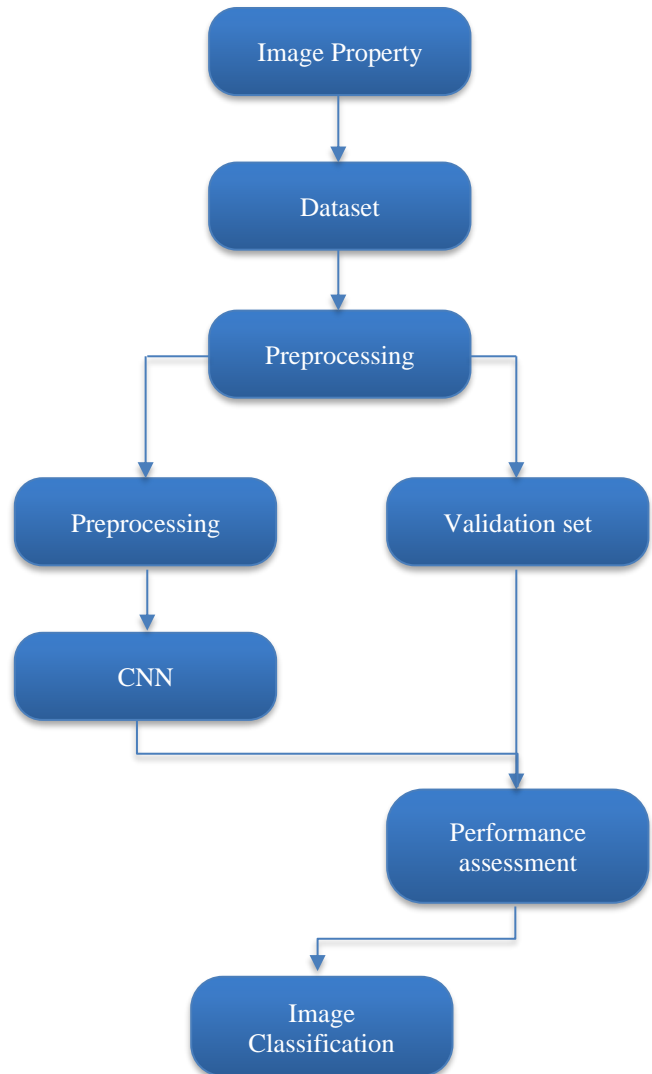 Image Property
Dataset
Preprocessing
Preprocessing
Validation set
CNN
Performance
assessment
Image
Classification